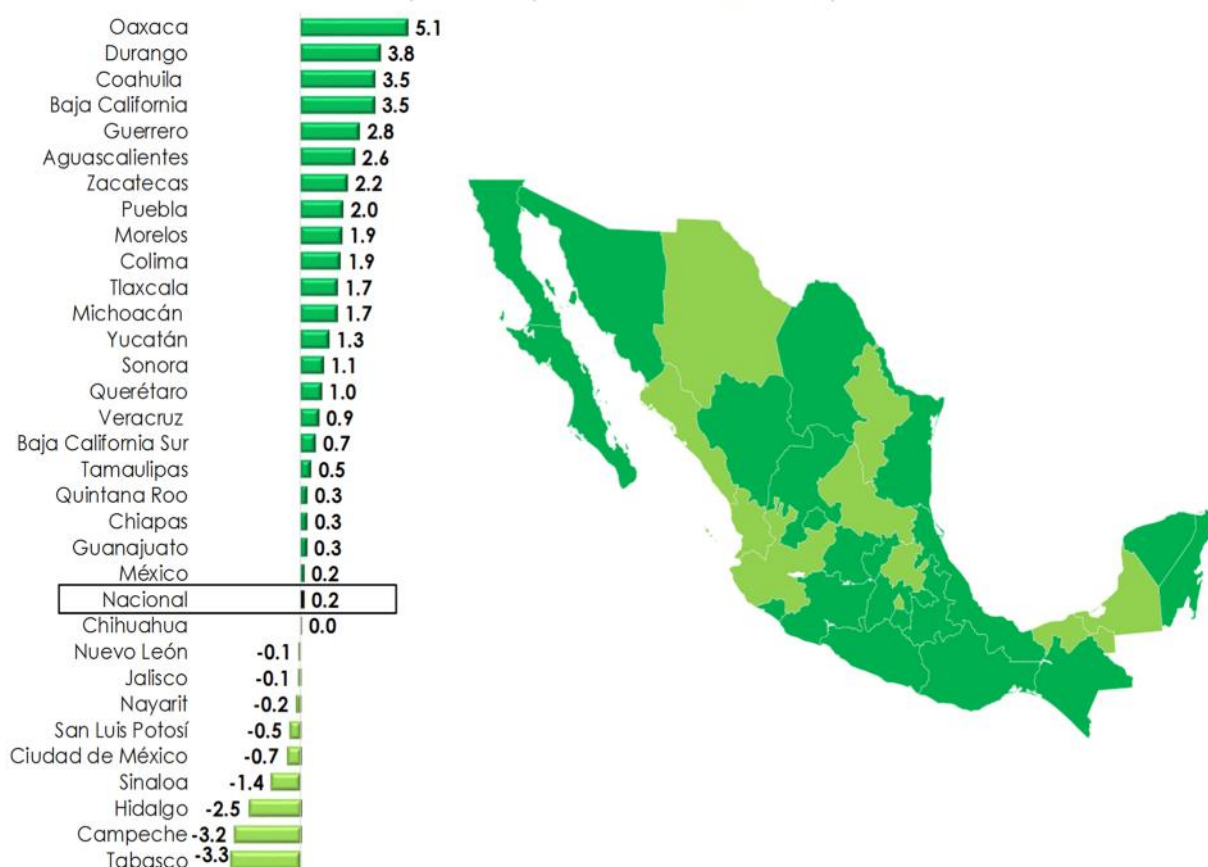 Oaxaca 5.1
Durango 3.8
Coahuila 3.5
Baja California 3.5
Guerrero 2.8
Aguascalientes 2.6
Zacatecas 2.2
Puebla 2.0
Morelos 1.9
Colima 1.9
Tlaxcala 1.7
Michoacán 1.7
Yucatán 1.3
Sonora 1.1
Querétaro 1.0
Veracruz 0.9
Baja California Sur 0.7
Tamaulipas 0.5
Quintana Roo 0.3
Chiapas 0.3
Guanajuato 0.3
México 0.2
Nacional 0.2
Chihuahua 0.0
Nuevo León -0.1
Jalisco -0.1
Nayarit -0.2
San Luis Potosí -0.5
Ciudad de México -0.7
Sinaloa -1.4
Hidalgo -2.5
Campeche -3.2
Tabasco -3.3